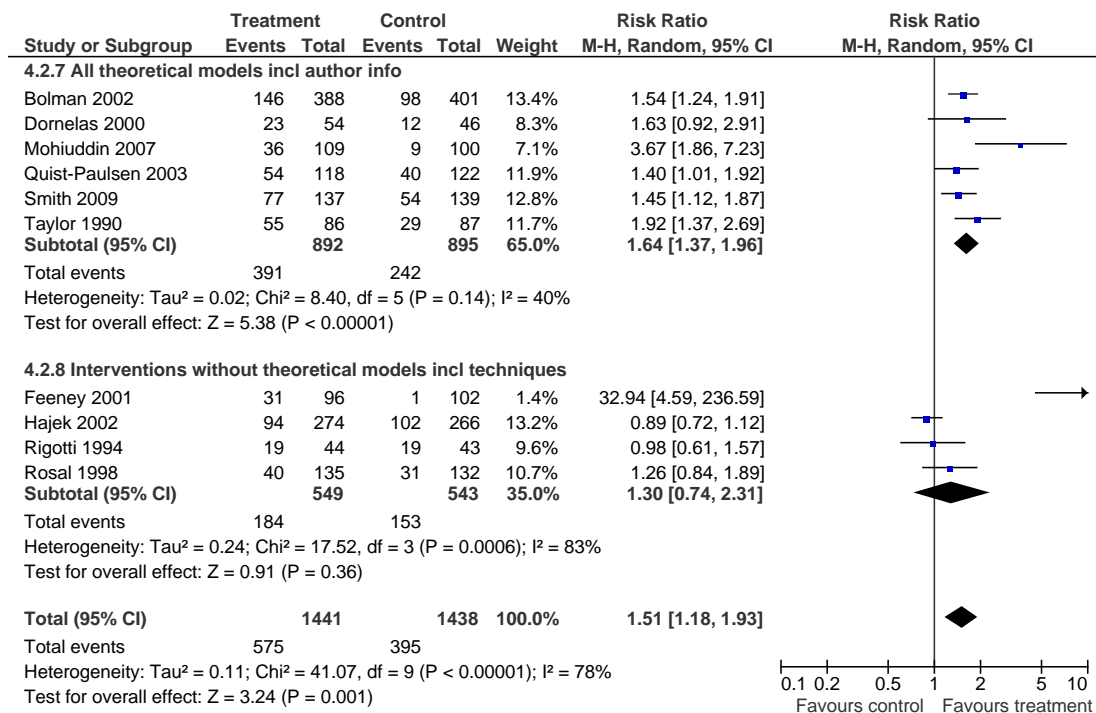 Treatment Control Risk Ratio Risk Ratio
Study or Subgroup Events Total Events Total Weight M-H, Random, 95% CI M-H, Random, 95% CI
4.2.7 All theoretical models incl author info
Bolman 2002 146 388 98 401 13.4% 1.54 [1.24, 1.91]
Dornelas 2000 23 54 12 46 8.3% 1.63 [0.92, 2.91]
Mohiuddin 2007 36 109 9 100 7.1% 3.67 [1.86, 7.23]
Quist-Paulsen 2003 54 118 40 122 11.9% 1.40 [1.01, 1.92]
Smith 2009 77 137 54 139 12.8% 1.45 [1.12, 1.87]
Taylor 1990 55 86 29 87 11.7% 1.92 [1.37, 2.69]
Subtotal (95% CI) 892 895 65.0% 1.64 [1.37, 1.96]
Total events 391 242
Heterogeneity: Tau² = 0.02; Chi² = 8.40, df = 5 (P = 0.14); I² = 40%
Test for overall effect: Z = 5.38 (P < 0.00001)
4.2.8 Interventions without theoretical models incl techniques
Feeney 2001 31 96 1 102 1.4% 32.94 [4.59, 236.59]
Hajek 2002 94 274 102 266 13.2% 0.89 [0.72, 1.12]
Rigotti 1994 19 44 19 43 9.6% 0.98 [0.61, 1.57]
Rosal 1998 40 135 31 132 10.7% 1.26 [0.84, 1.89]
Subtotal (95% CI) 549 543 35.0% 1.30 [0.74, 2.31]
Total events 184 153
Heterogeneity: Tau² = 0.24; Chi² = 17.52, df = 3 (P = 0.0006); I² = 83%
Test for overall effect: Z = 0.91 (P = 0.36)
Total (95% CI) 1441 1438 100.0% 1.51 [1.18, 1.93]
Total events 575 395
Heterogeneity: Tau² = 0.11; Chi² = 41.07, df = 9 (P < 0.00001); I² = 78%
Test for overall effect: Z = 3.24 (P = 0.001)
0.1 0.2 0.5 1 2 5 10
Favours control Favours treatment